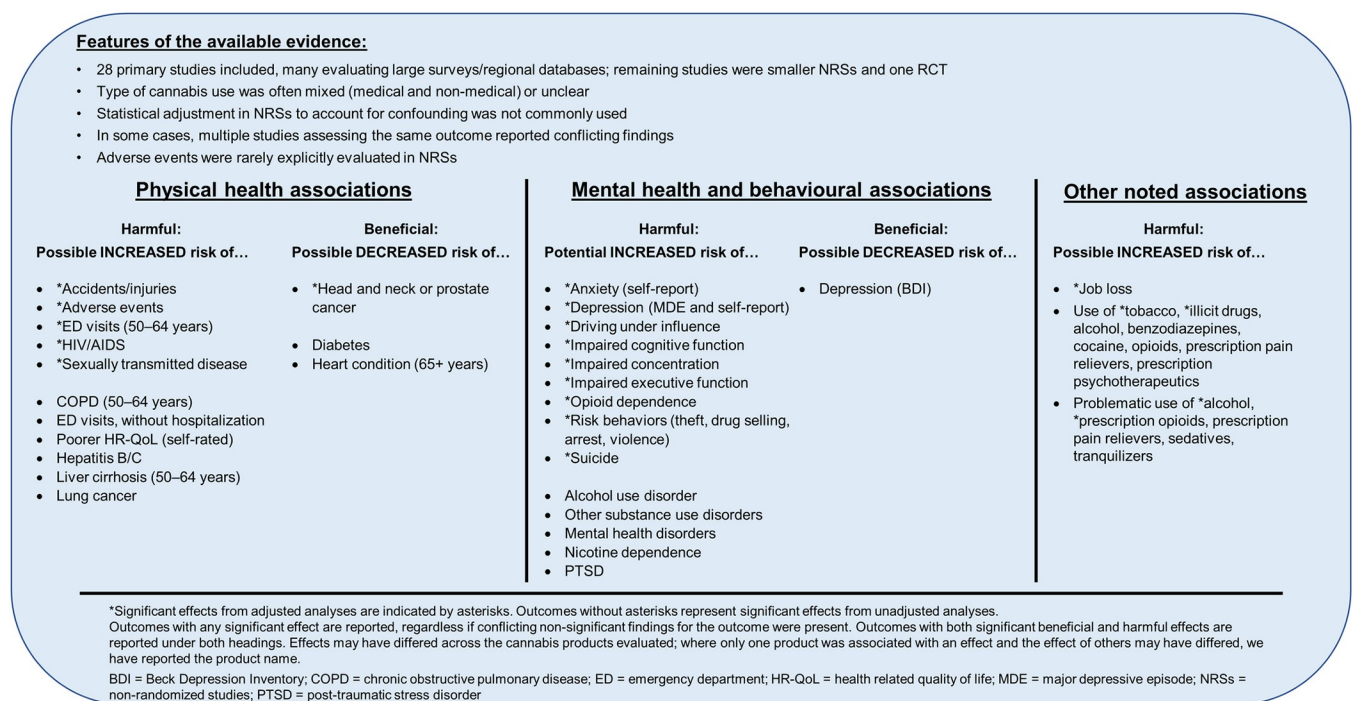 Features of the available evidence:
• 28 primary studies included, many evaluating large surveys/regional databases; remaining studies were smaller NRSs and one RCT
• Type of cannabis use was often mixed (medical and non-medical) or unclear
• Statistical adjustment in NRSs to account for confounding was not commonly used
• In some cases, multiple studies assessing the same outcome reported conflicting findings
• Adverse events were rarely explicitly evaluated in NRSs
Physical health associations
Harmful:
Possible INCREASED risk of…
• *Accidents/injuries
• *Adverse events
• *ED visits (50–64 years)
• *HIV/AIDS
• *Sexually transmitted disease
• COPD (50–64 years)
• ED visits, without hospitalization
• Poorer HR-QoL (self-rated)
• Hepatitis B/C
• Liver cirrhosis (50–64 years)
• Lung cancer
Beneficial:
Possible DECREASED risk of…
• *Head and neck or prostate
cancer
• Diabetes
• Heart condition (65+ years)
Mental health and behavioural associations
Harmful:
Potential INCREASED risk of…
• *Anxiety (self-report)
• *Depression (MDE and self-report)
• *Driving under influence
• *Impaired cognitive function
• *Impaired concentration
• *Impaired executive function
• *Opioid dependence
• *Risk behaviors (theft, drug selling,
arrest, violence)
• *Suicide
• Alcohol use disorder
• Other substance use disorders
• Mental health disorders
• Nicotine dependence
• PTSD
Beneficial:
Possible DECREASED risk of…
• Depression (BDI)
Other noted associations
Harmful:
Possible INCREASED risk of…
• *Job loss
• Use of *tobacco, *illicit drugs,
alcohol, benzodiazepines,
cocaine, opioids, prescription pain
relievers, prescription
psychotherapeutics
• Problematic use of *alcohol,
*prescription opioids, prescription
pain relievers, sedatives,
tranquilizers
*Significant effects from adjusted analyses are indicated by asterisks. Outcomes without asterisks represent significant effects from unadjusted analyses.
Outcomes with any significant effect are reported, regardless if conflicting non-significant findings for the outcome were present. Outcomes with both significant beneficial and harmful effects are
reported under both headings. Effects may have differed across the cannabis products evaluated; where only one product was associated with an effect and the effect of others may have differed, we
have reported the product name.
BDI = Beck Depression Inventory; COPD = chronic obstructive pulmonary disease; ED = emergency department; HR-QoL = health related quality of life; MDE = major depressive episode; NRSs =
non-randomized studies; PTSD = post-traumatic stress disorder